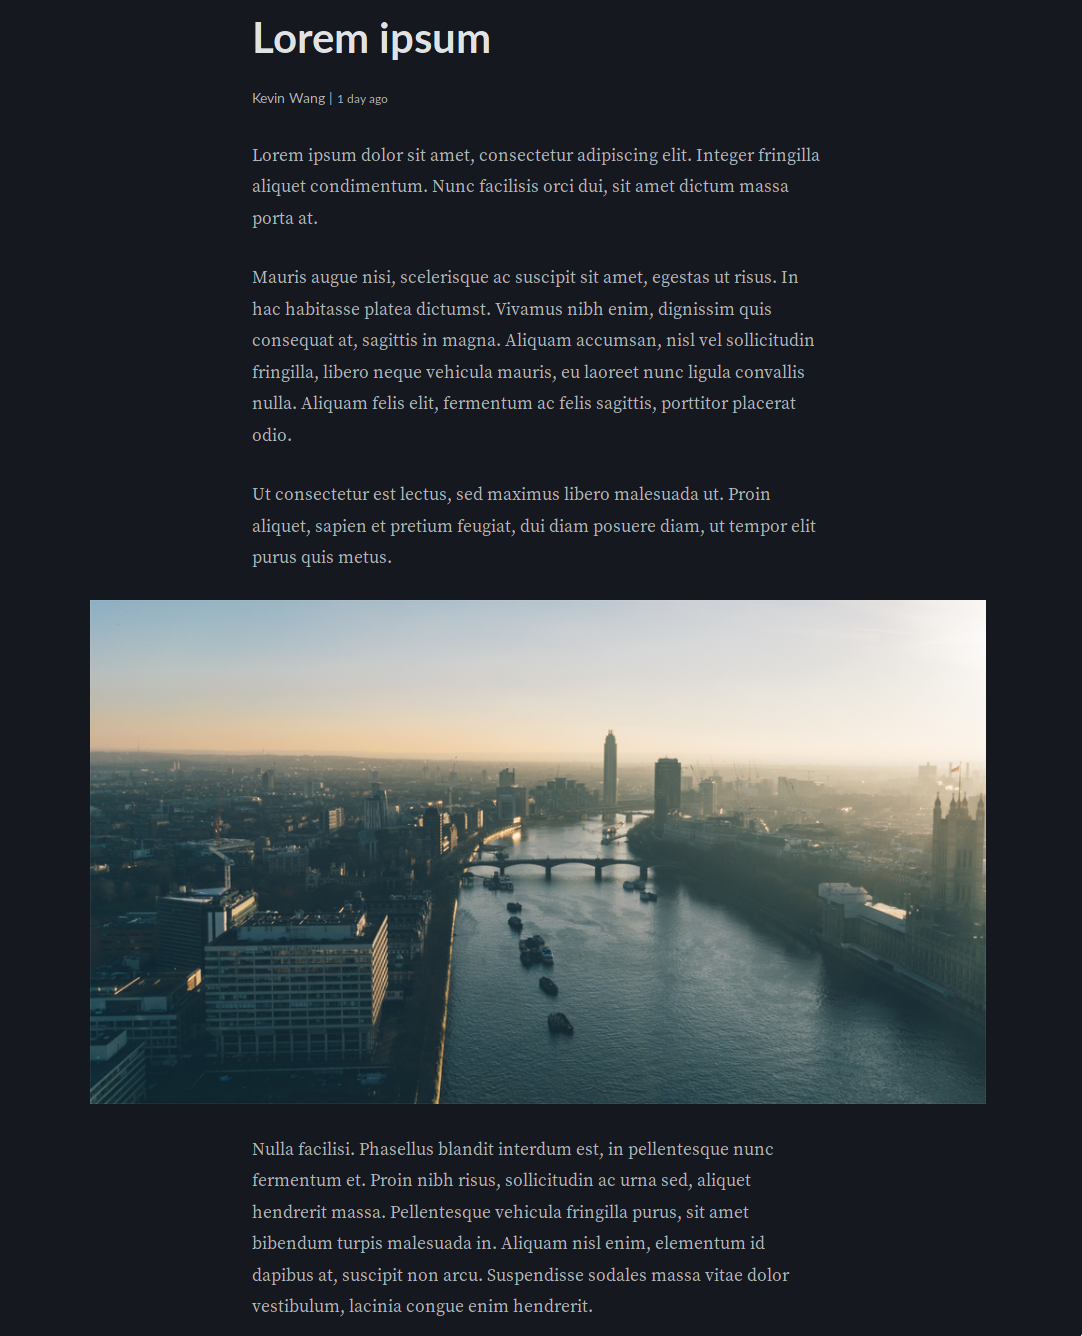 Lorem ipsum
Kevin Wang | 1 day ago
Lorem ipsum dolor sit amet, consectetur adipiscing elit. Integer fringilla
aliquet condimentum. Nunc facilisis orci dui, sit amet dictum massa
porta at.
Mauris augue nisi, scelerisque ac suscipit sit amet, egestas ut risus. In
hac habitasse platea dictumst. Vivamus nibh enim, dignissim quis
consequat at, sagittis in magna. Aliquam accumsan, nisl vel sollicitudin
fringilla, libero neque vehicula mauris, eu laoreet nunc ligula convallis
nulla. Aliquam felis elit, fermentum ac felis sagittis, porttitor placerat
odio.
Ut consectetur est lectus, sed maximus libero malesuada ut. Proin
aliquet, sapien et pretium feugiat, dui diam posuere diam, ut tempor elit
purus quis metus.
Nulla facilisi. Phasellus blandit interdum est, in pellentesque nunc
fermentum et. Proin nibh risus, sollicitudin ac urna sed, aliquet
hendrerit massa. Pellentesque vehicula fringilla purus, sit amet
bibendum turpis malesuada in. Aliquam nisl enim, elementum id
dapibus at, suscipit non arcu. Suspendisse sodales massa vitae dolor
vestibulum, lacinia congue enim hendrerit.